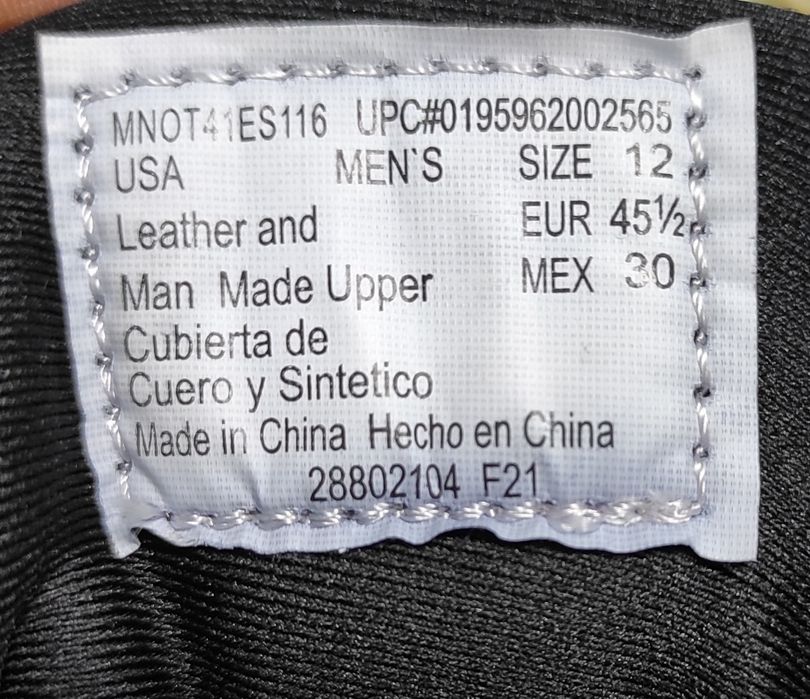 MNOT41ES116 UPC#0195962002565
USA MEN`S SIZE 12
Leather and EUR 45½
Man Made Upper MEX 30
Cubierta de
Cuero y Sintetico
Made in China Hecho en China
28802104 F21